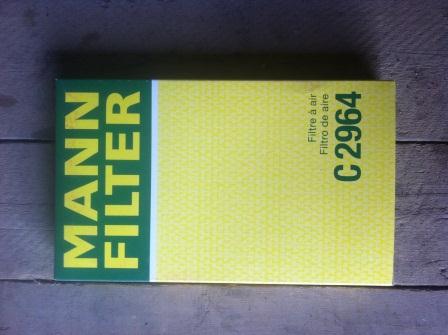 MANN
FILTER
Filtre à air
Filtro de aire
C 2964